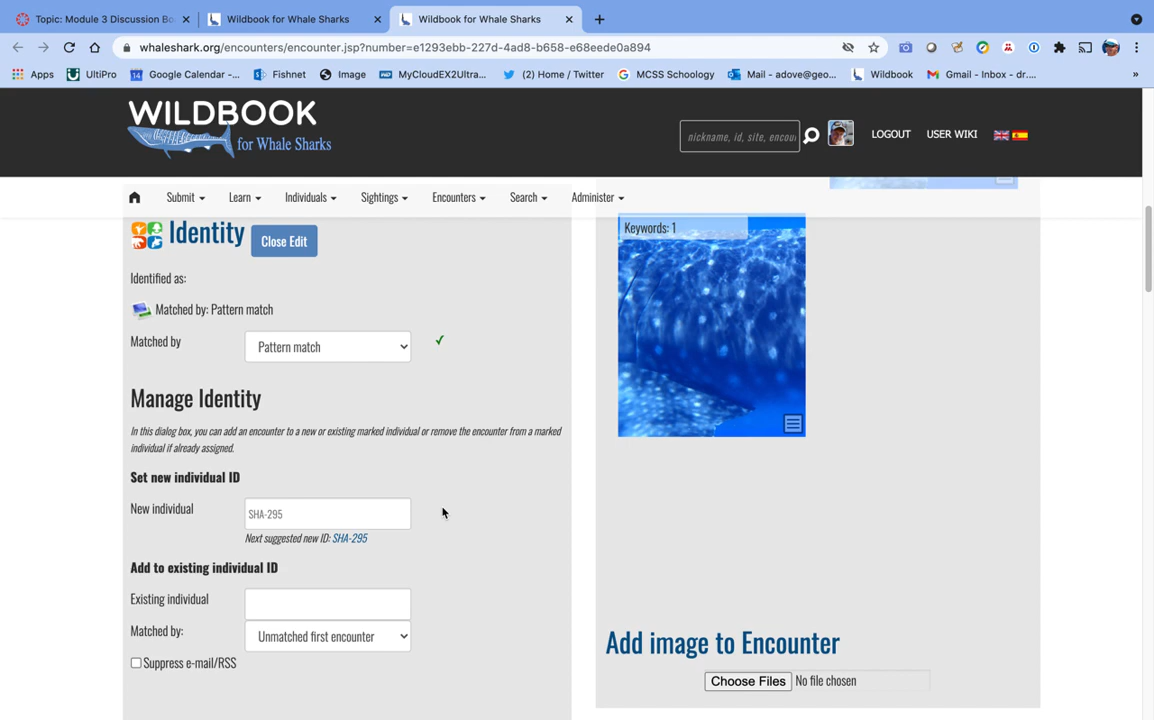 Topic: Module 3 Discussion Bo
Wildbook for Whale Sharks
Wildbook for Whale Sharks
whaleshark.org/encounters/encounter.jsp?number=e1293ebb-227d-4ad8-b658-e68eede0a894
Apps
UltiPro
Google Calendar -...
Fishnet
Image
MyCloudEX2Ultra...
(2) Home / Twitter
MCSS Schoology
Mail - adove@geo...
Wildbook
Gmail - Inbox - dr....
»
WILDBOOK
for Whale Sharks
nickname, id, site, encou
LOGOUT
USER WIKI
Submit
Learn
Individuals
Sightings
Encounters
Search
Administer
Identity
Close Edit
Identified as:
Matched by: Pattern match
Matched by
Pattern match
Manage Identity
In this dialog box, you can add an encounter to a new or existing marked individual or remove the encounter from a marked
individual if already assigned.
Set new individual ID
New individual
SHA-295
Next suggested new ID: SHA-295
Add to existing individual ID
Existing individual
Matched by:
Unmatched first encounter
Suppress e-mail/RSS
Keywords: 1
Add image to Encounter
Choose Files No file chosen